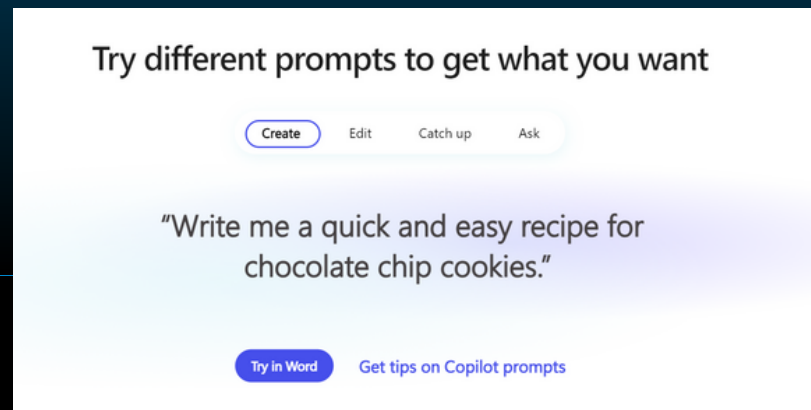 Try different prompts to get what you want
Create Edit Catch up Ask
“Write me a quick and easy recipe for
chocolate chip cookies.”
Try in Word Get tips on Copilot prompts